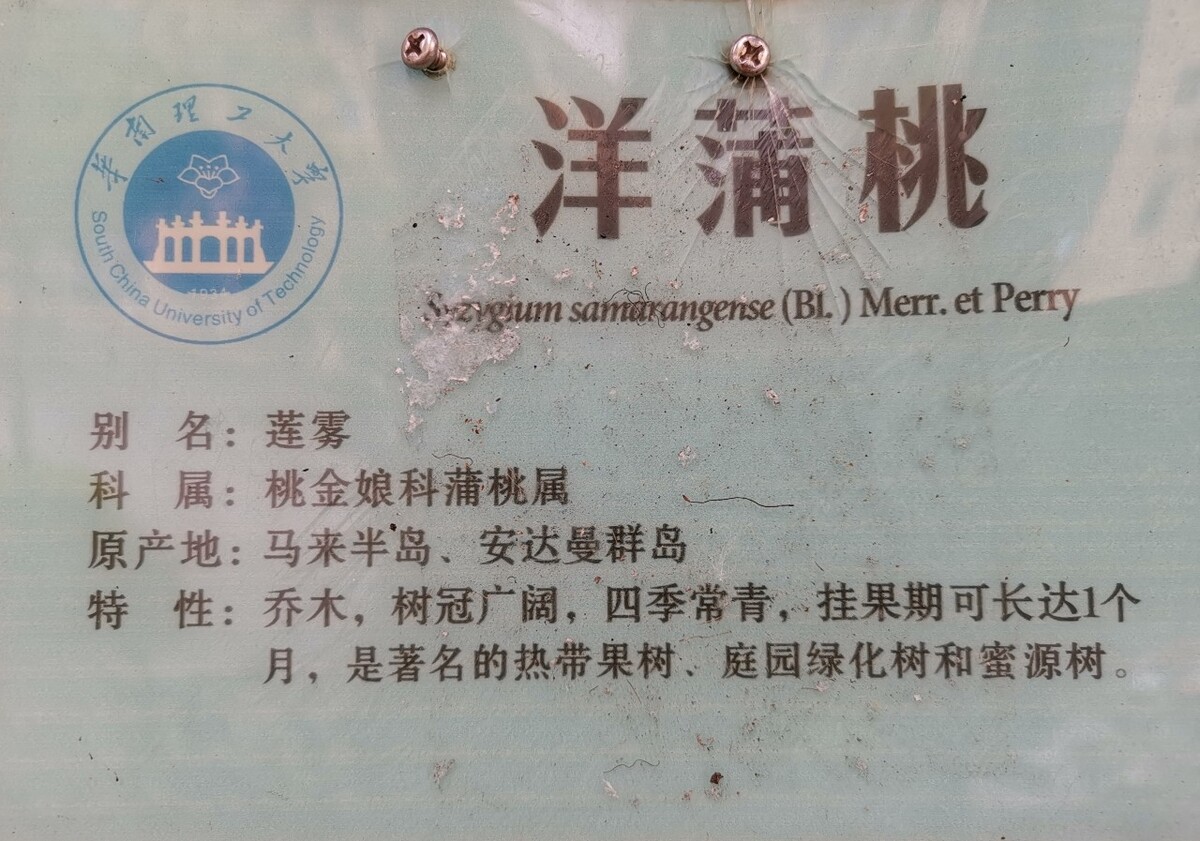 华南理工大学
South China University of Technology
1934
洋蒲桃
Syzygium samarangense (Bl.) Merr. et Perry
别 名：莲雾
科 属：桃金娘科蒲桃属
原产地：马来半岛、安达曼群岛
特 性：乔木，树冠广阔，四季常青，挂果期可长达1个
月，是著名的热带果树、庭园绿化树和蜜源树。